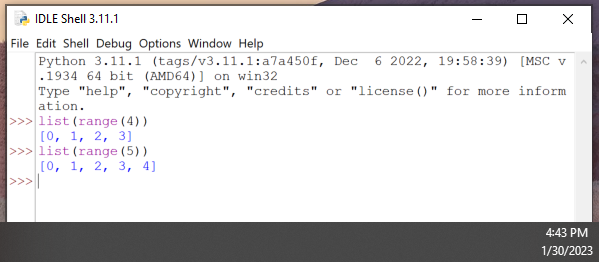 IDLE Shell 3.11.1
File Edit Shell Debug Options Window Help
Python 3.11.1 (tags/v3.11.1:a7a450f, Dec  6 2022, 19:58:39) [MSC v
.1934 64 bit (AMD64)] on win32
Type "help", "copyright", "credits" or "license()" for more inform
ation.
>>> list(range(4))
[0, 1, 2, 3]
>>> list(range(5))
[0, 1, 2, 3, 4]
>>>
4:43 PM
1/30/2023